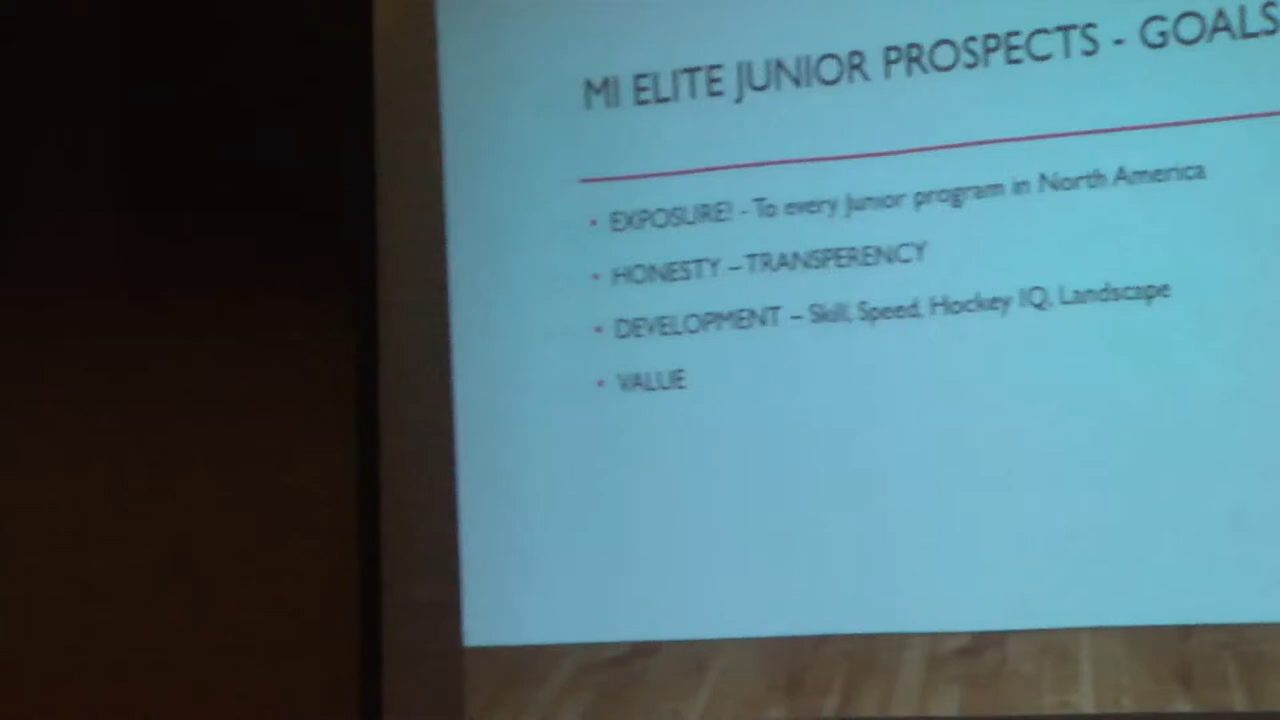 MI ELITE JUNIOR PROSPECTS - GOALS
• EXPOSURE! - To every Junior program in North America
• HONESTY – TRANSPERENCY
• DEVELOPMENT – Skill, Speed, Hockey IQ, Landscape
• VALUE